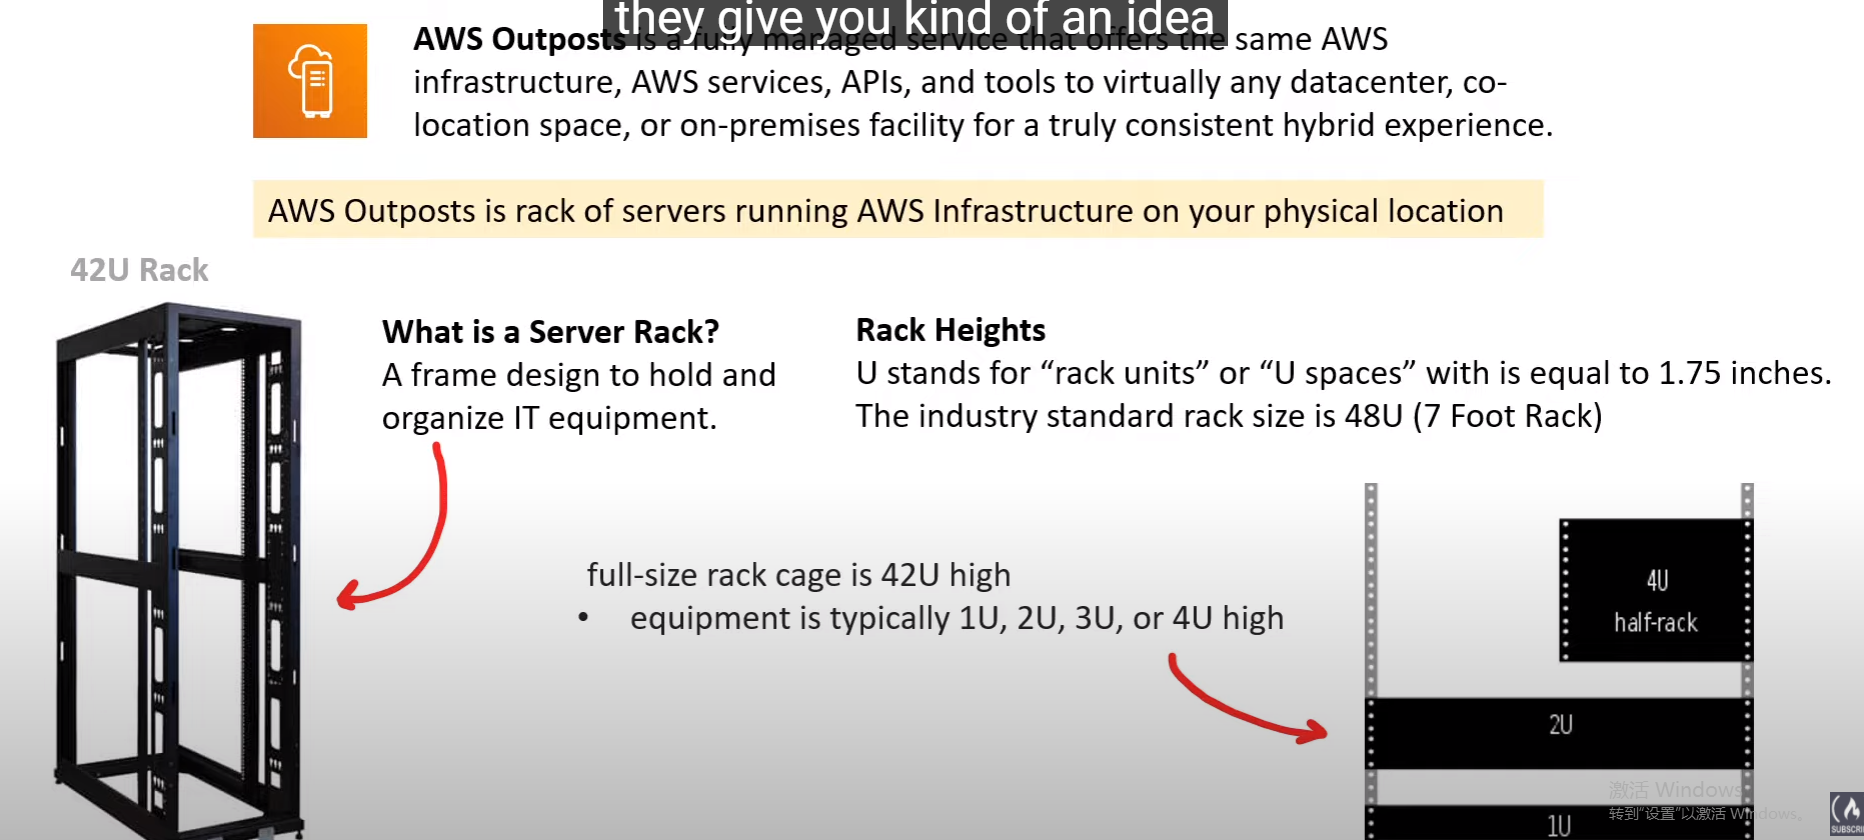 they give you kind of an idea
AWS Outposts is a fully managed service that offers the same AWS
infrastructure, AWS services, APIs, and tools to virtually any datacenter, co-
location space, or on-premises facility for a truly consistent hybrid experience.
AWS Outposts is rack of servers running AWS Infrastructure on your physical location
42U Rack
What is a Server Rack?
A frame design to hold and
organize IT equipment.
Rack Heights
U stands for “rack units” or “U spaces” with is equal to 1.75 inches.
The industry standard rack size is 48U (7 Foot Rack)
full-size rack cage is 42U high
• equipment is typically 1U, 2U, 3U, or 4U high
4U
half-rack
2U
1U
激活 Windows
转到"设置"以激活 Windows。
SUBSCRI